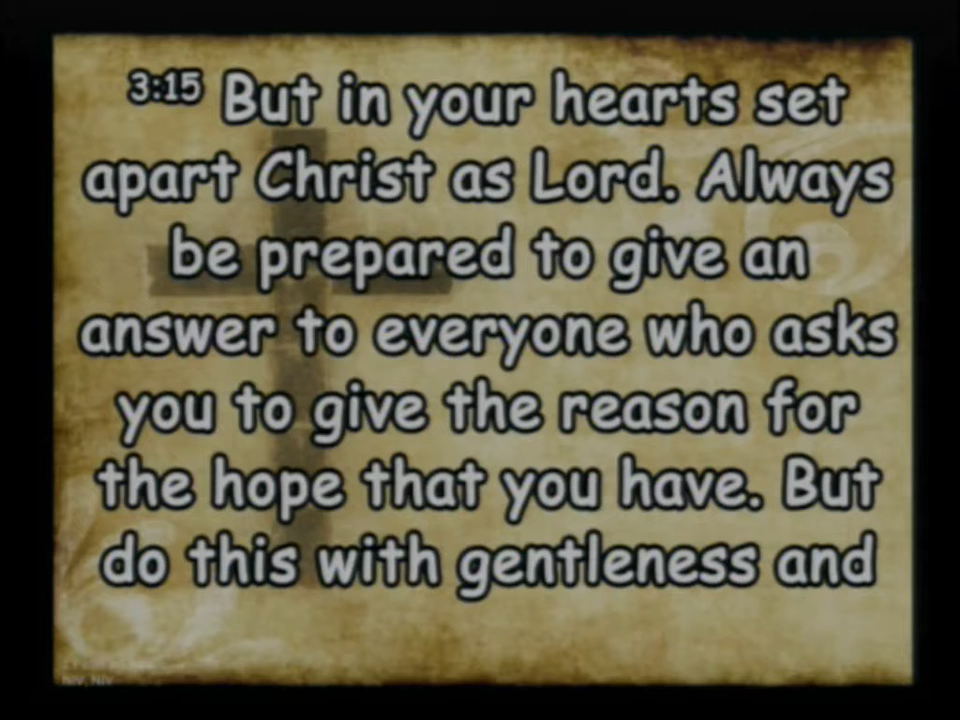 3:15 But in your hearts set
apart Christ as Lord. Always
be prepared to give an
answer to everyone who asks
you to give the reason for
the hope that you have. But
do this with gentleness and
NIV, NIV